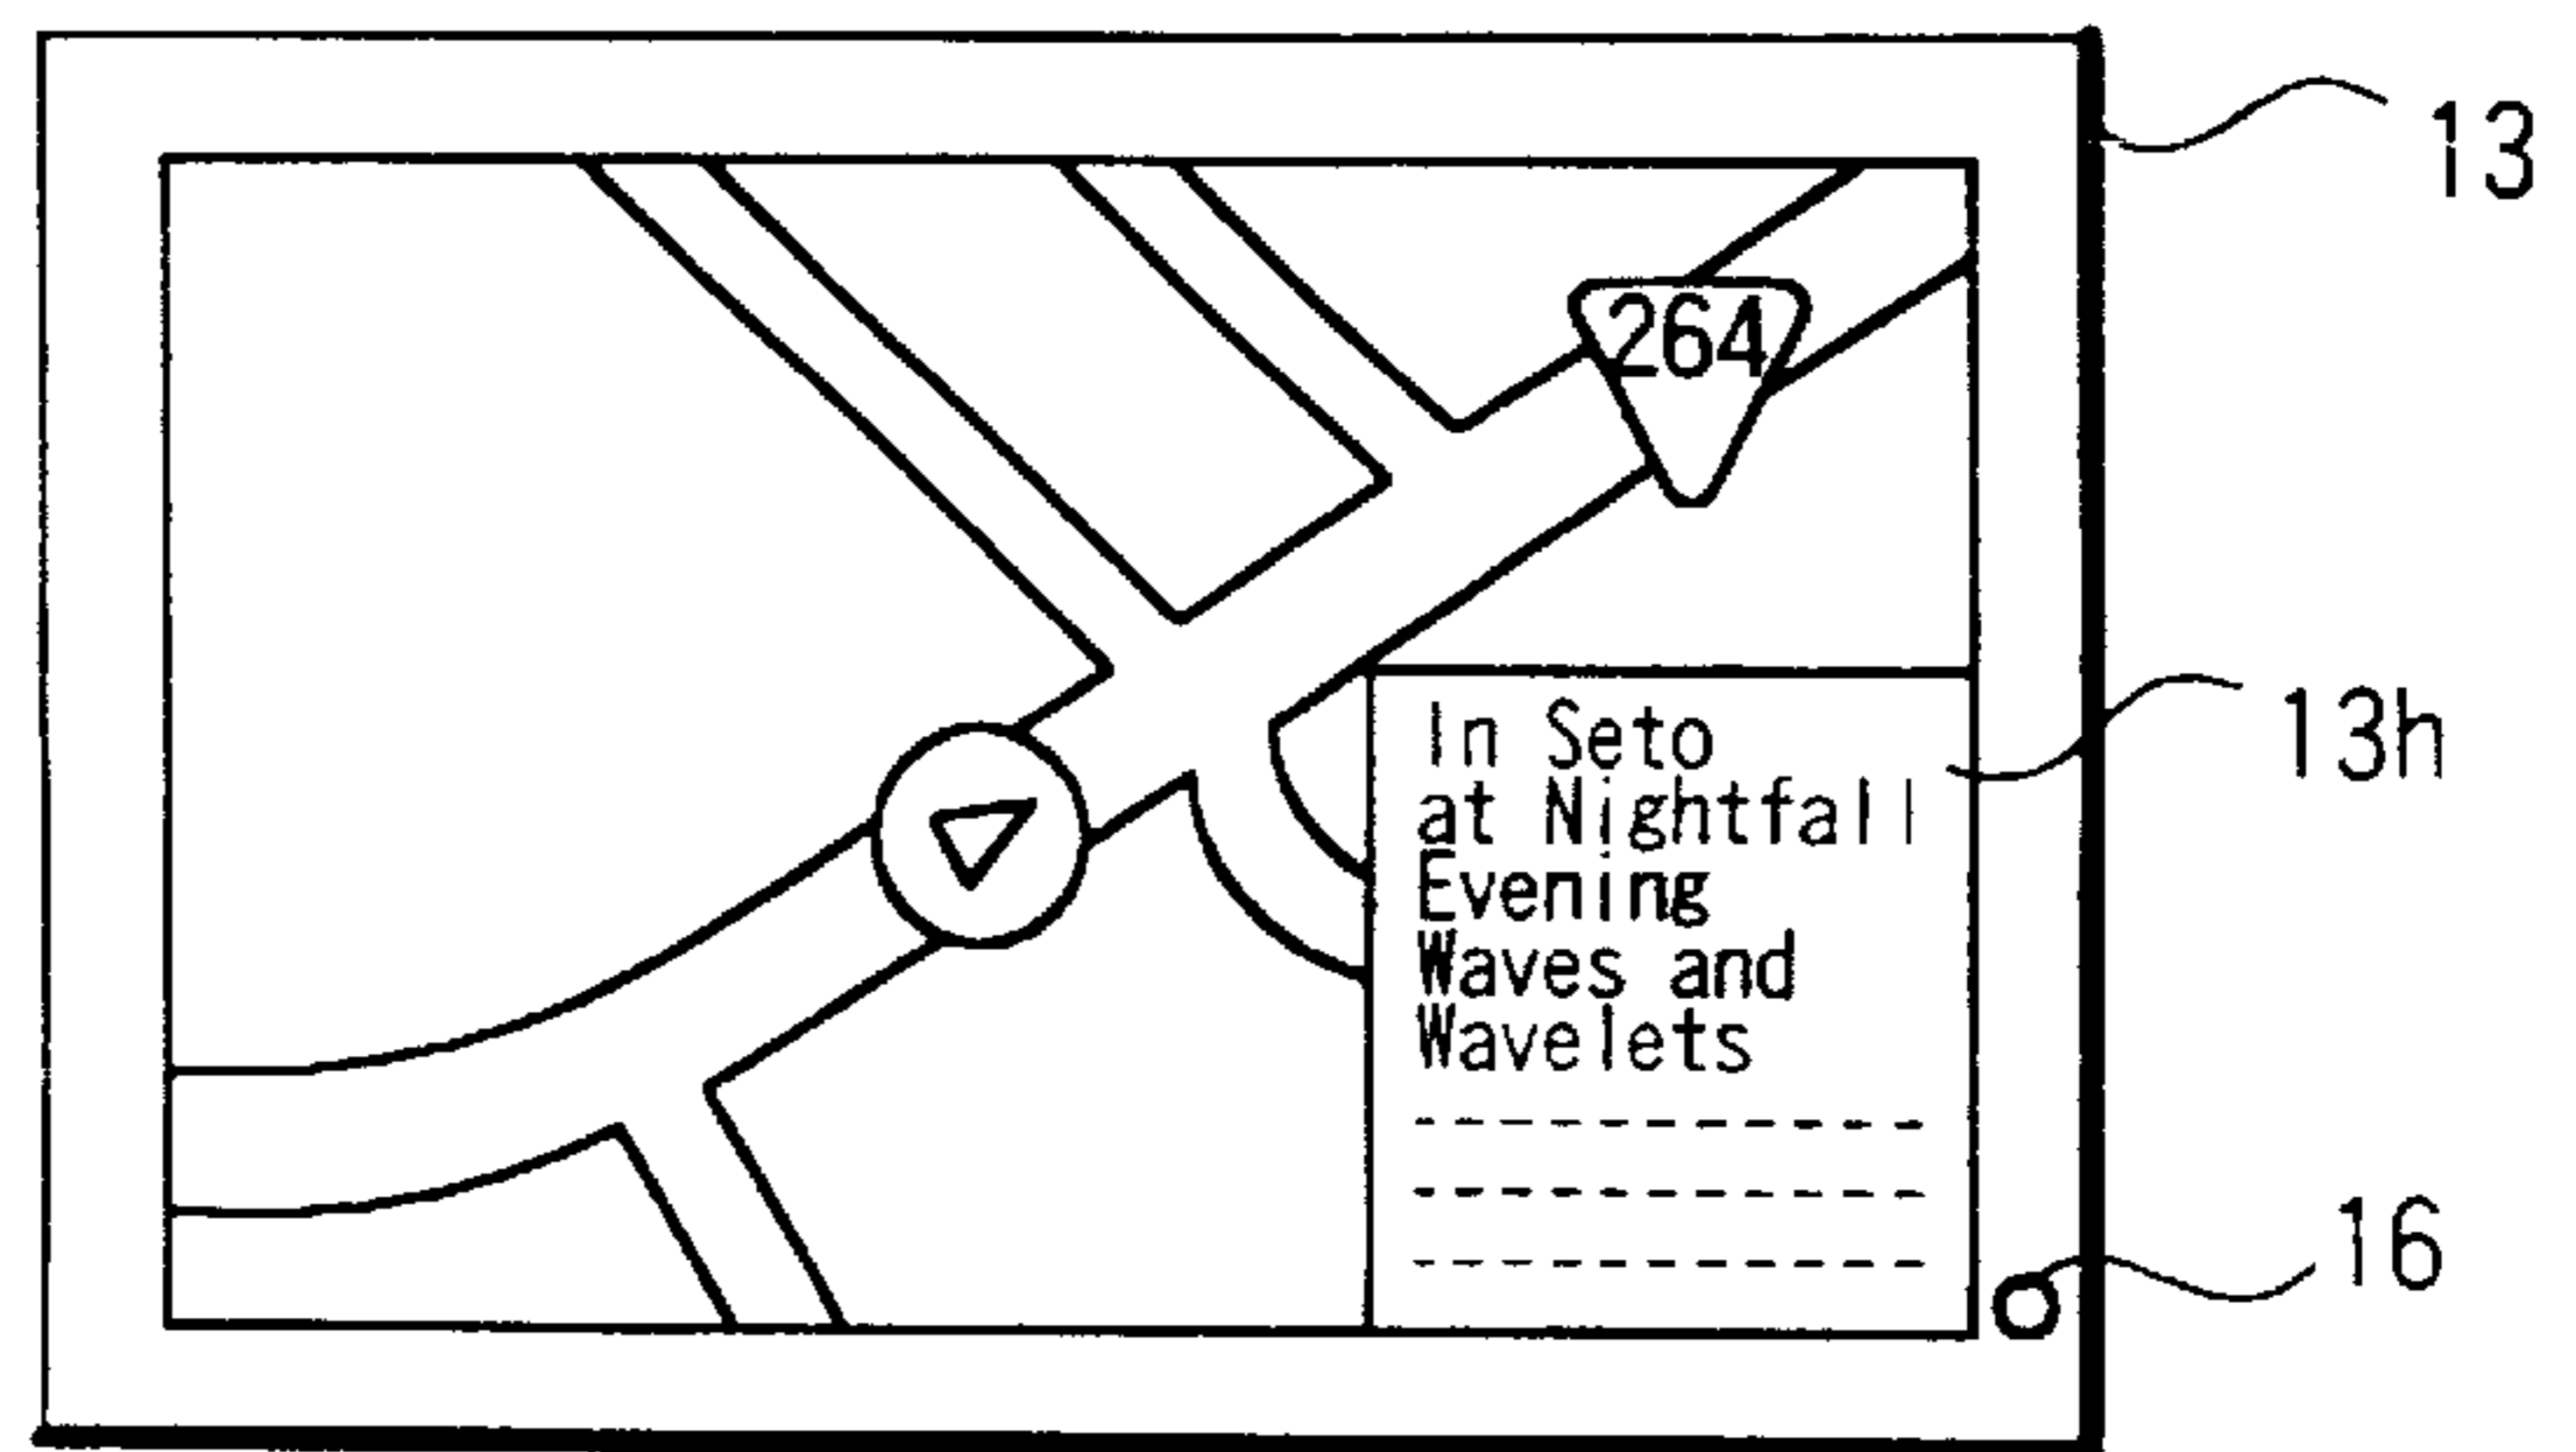 13
264
In Seto
at Nightfall
Evening
Waves and
Wavelets
13h
16